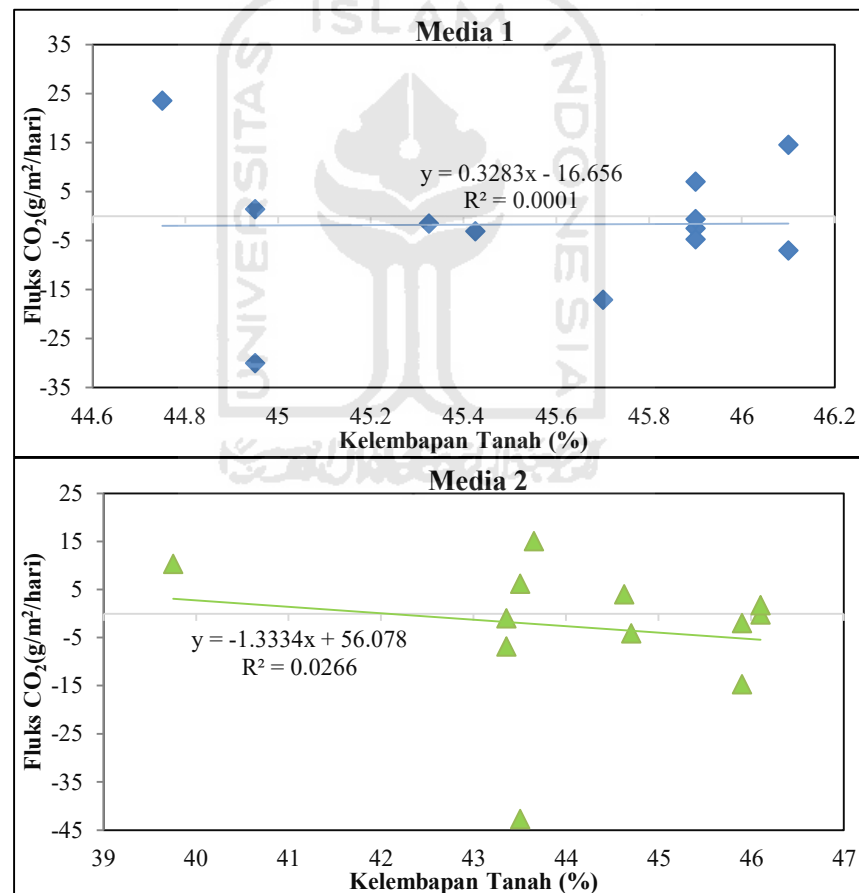 Media 1
35
25
15
5
-5
-15
-25
-35
Fluks CO₂(g/m²/hari)
y = 0.3283x - 16.656
R² = 0.0001
44.6 44.8 45 45.2 45.4 45.6 45.8 46 46.2
Kelembapan Tanah (%)
UNIVERSITAS
ISLAM
INDONESIA
Media 2
25
15
5
-5
-15
-25
-35
-45
Fluks CO₂(g/m²/hari)
y = -1.3334x + 56.078
R² = 0.0266
39 40 41 42 43 44 45 46 47
Kelembapan Tanah (%)